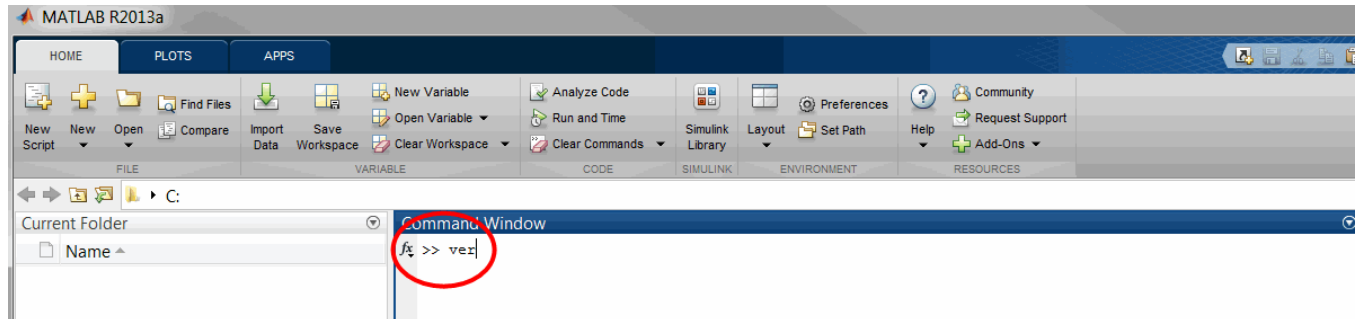 MATLAB R2013a
HOME PLOTS APPS
New Script
New
Open
Find Files
Compare
FILE
Import Data
Save Workspace
New Variable
Open Variable
Clear Workspace
VARIABLE
Analyze Code
Run and Time
Clear Commands
CODE
Simulink Library
SIMULINK
Layout
Preferences
Set Path
ENVIRONMENT
Help
Community
Request Support
Add-Ons
RESOURCES
C:
Current Folder
Name
Command Window
fx >> ver